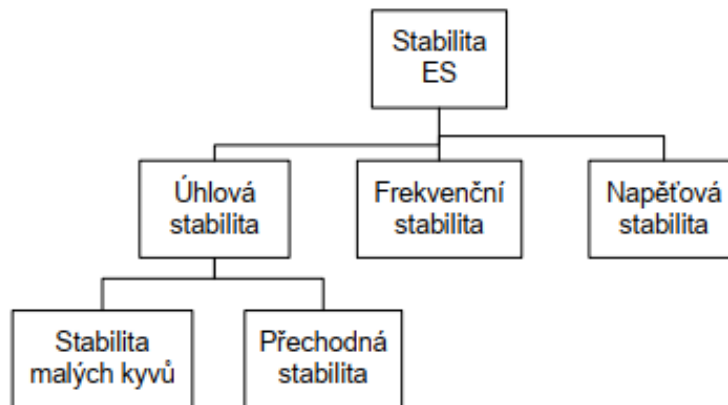 Stabilita
ES
Úhlová
stabilita
Frekvenční
stabilita
Napěťová
stabilita
Stabilita
malých kyvů
Přechodná
stabilita